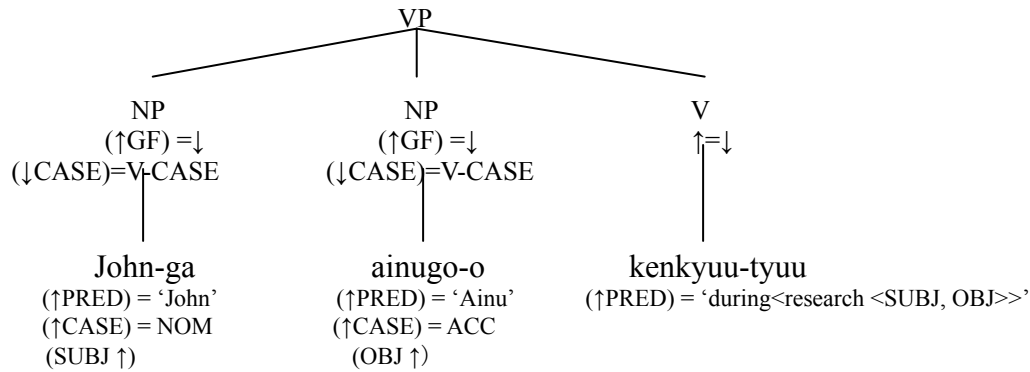 VP
NP NP V
(↑GF) =↓ (↑GF) =↓ ↑=↓
(↓CASE)=V-CASE (↓CASE)=V-CASE
John-ga ainugo-o kenkyuu-tyuu
(↑PRED) = ‘John’ (↑PRED) = ‘Ainu’ (↑PRED) = ‘during<research <SUBJ, OBJ>>’
(↑CASE) = NOM (↑CASE) = ACC
(SUBJ ↑) (OBJ ↑)